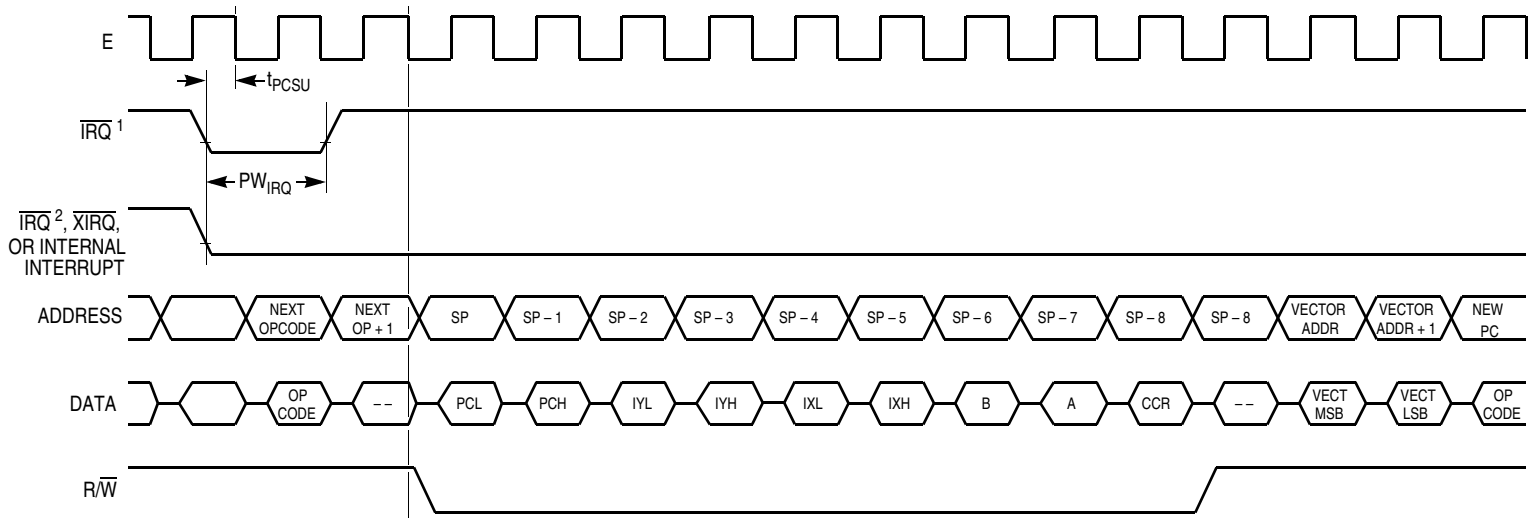 E
tPCSU
IRQ 1
PWIRQ
IRQ 2, XIRQ,
OR INTERNAL
INTERRUPT
ADDRESS
NEXT OPCODE
NEXT OP + 1
SP
SP – 1
SP – 2
SP – 3
SP – 4
SP – 5
SP – 6
SP – 7
SP – 8
SP – 8
VECTOR ADDR
VECTOR ADDR + 1
NEW PC
DATA
OP CODE
– –
PCL
PCH
IYL
IYH
IXL
IXH
B
A
CCR
– –
VECT MSB
VECT LSB
OP CODE
R/W